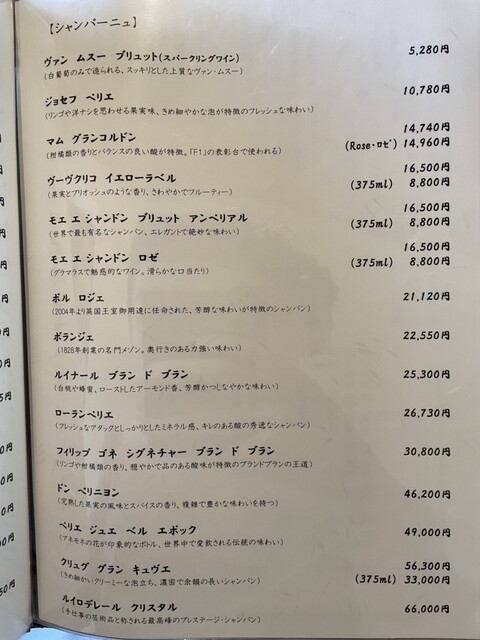 【シャンパーニュ】
ヴァン ムスー ブリュット(スパークリングワイン) 5,280円
(白葡萄のみで造られる、スッキリとした上質なヴァン・ムスー)
ジョセフ ペリエ 10,780円
(リンゴや洋ナシを思わせる果実味、きめ細やかな泡が特徴のフレッシュな味わい)
14,740円
マム グランコルドン (Rose・ロゼ) 14,960円
(柑橘類の香りとバランスの良い酸が特徴。「F1」の表彰台で使われる)
16,500円
ヴーヴクリコ イエローラベル (375ml) 8,800円
(果実とブリオッシュのような香り、さわやかでフルーティー)
16,500円
モエ エ シャンドン ブリュット アンペリアル (375ml) 8,800円
(世界で最も有名なシャンパン、エレガントで絶妙な味わい)
16,500円
モエ エ シャンドン ロゼ (375ml) 8,800円
(グラマラスで魅惑的なワイン。滑らかな口当たり)
ポル ロジェ 21,120円
(2004年より英国王室御用達に任命された、芳醇な味わいが特徴のシャンパン)
ボランジェ 22,550円
(1828年創業の名門メゾン。奥行きのある力強い味わい)
ルイナール ブラン ド ブラン 25,300円
(白桃や蜂蜜、ローストしたアーモンド香、芳醇かつしなやかな味わい)
ローランペリエ 26,730円
(フレッシュなアタックとしっかりとしたミネラル感、キレのある酸の秀逸なシャンパン)
フィリップ ゴネ シグネチャー ブラン ド ブラン 30,800円
(リンゴや柑橘類の香り、穏やかで品のある酸味が特徴のブランドブランの王道)
ドン ペリニヨン 46,200円
(完熟した果実の風味とスパイスの香り、複雑で豊かな味わいを持つ)
ペリエ ジュエ ベル エポック 49,000円
(アネモネの花が印象的なボトル、世界中で愛飲される伝統の味わい)
56,300円
クリュグ グラン キュヴェ (375ml) 33,000円
(きめ細かいクリーミーな泡立ち、濃密で余韻の長いシャンパン)
ルイロデレール クリスタル 66,000円
(手仕事の芸術品と称される最高峰のプレステージ・シャンパン)